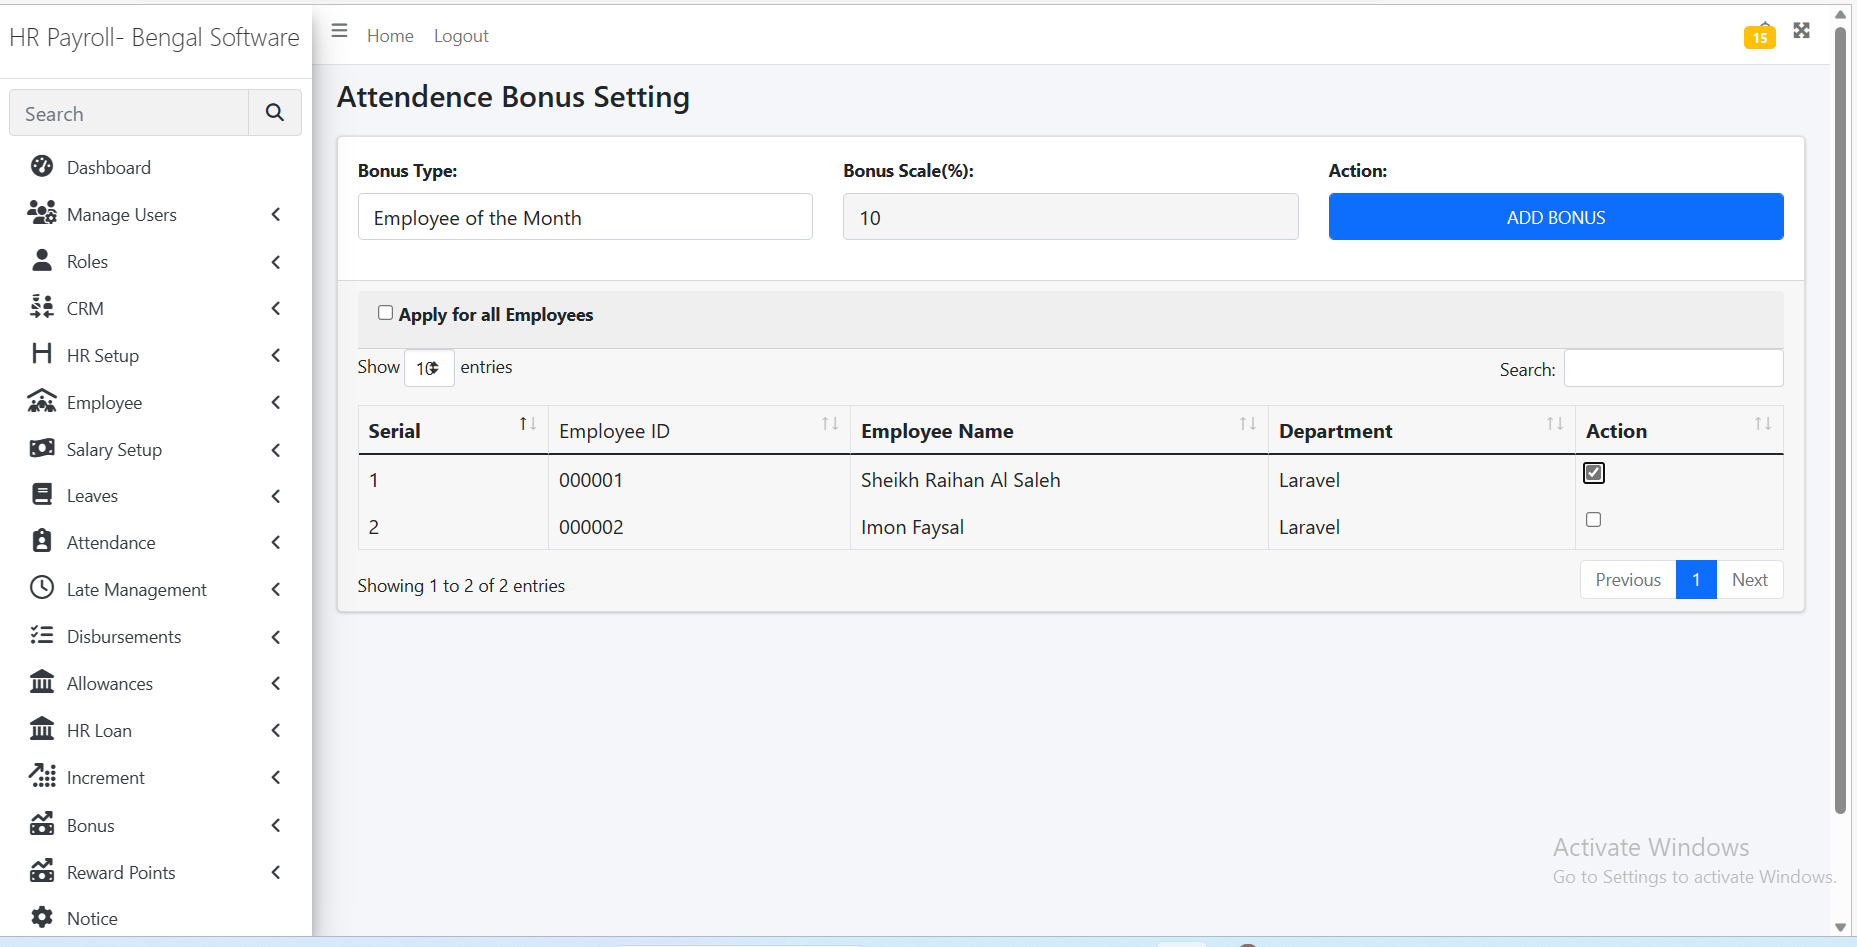 HR Payroll- Bengal Software
Home
Logout
15
Search
Dashboard
Manage Users
Roles
CRM
HR Setup
Employee
Salary Setup
Leaves
Attendance
Late Management
Disbursements
Allowances
HR Loan
Increment
Bonus
Reward Points
Notice
Attendence Bonus Setting
Bonus Type: Bonus Scale(%): Action:
Employee of the Month 10 ADD BONUS
Apply for all Employees
Show 10 entries Search:
Serial Employee ID Employee Name Department Action
1 000001 Sheikh Raihan Al Saleh Laravel
2 000002 Imon Faysal Laravel
Showing 1 to 2 of 2 entries Previous 1 Next
Activate Windows
Go to Settings to activate Windows.